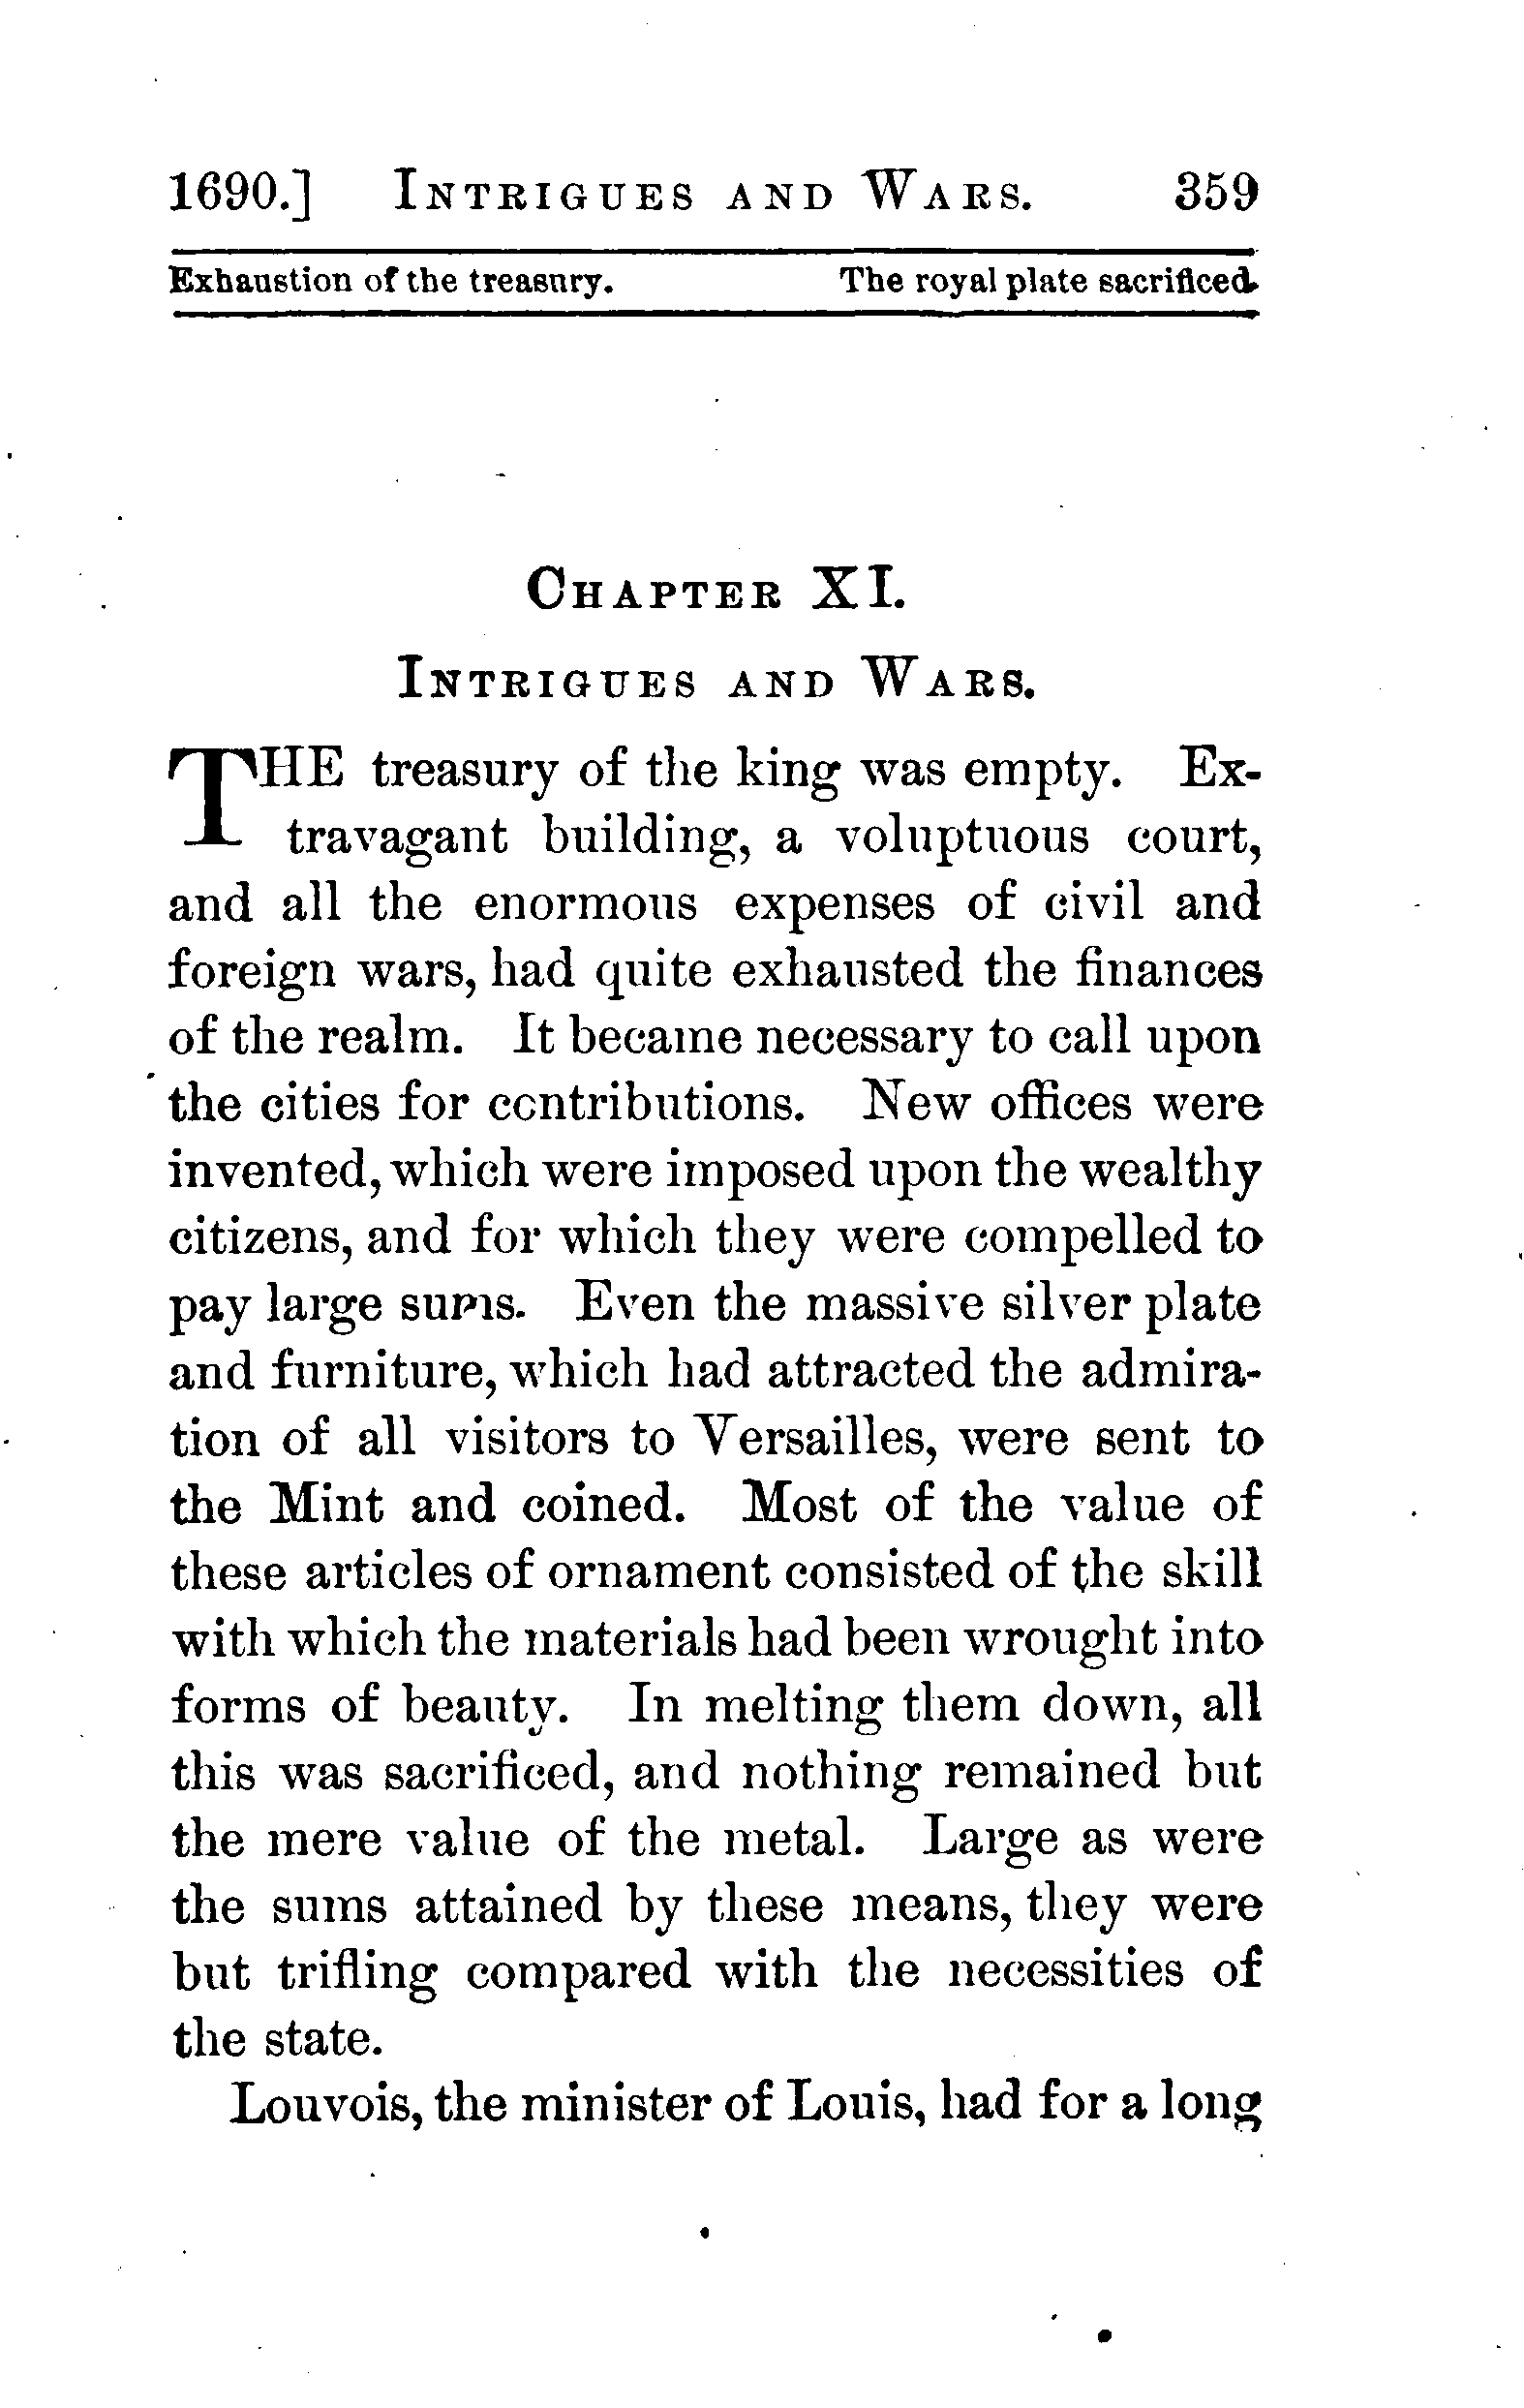 1690.] INTRIGUES AND WARS. 359
Exhaustion of the treasury. The royal plate sacrificed.
CHAPTER XI.
INTRIGUES AND WARS.
THE treasury of the king was empty. Ex-
travagant building, a voluptuous court,
and all the enormous expenses of civil and
foreign wars, had quite exhausted the finances
of the realm. It became necessary to call upon
the cities for contributions. New offices were
invented, which were imposed upon the wealthy
citizens, and for which they were compelled to
pay large sums. Even the massive silver plate
and furniture, which had attracted the admira-
tion of all visitors to Versailles, were sent to
the Mint and coined. Most of the value of
these articles of ornament consisted of the skill
with which the materials had been wrought into
forms of beauty. In melting them down, all
this was sacrificed, and nothing remained but
the mere value of the metal. Large as were
the sums attained by these means, they were
but trifling compared with the necessities of
the state.
Louvois, the minister of Louis, had for a long